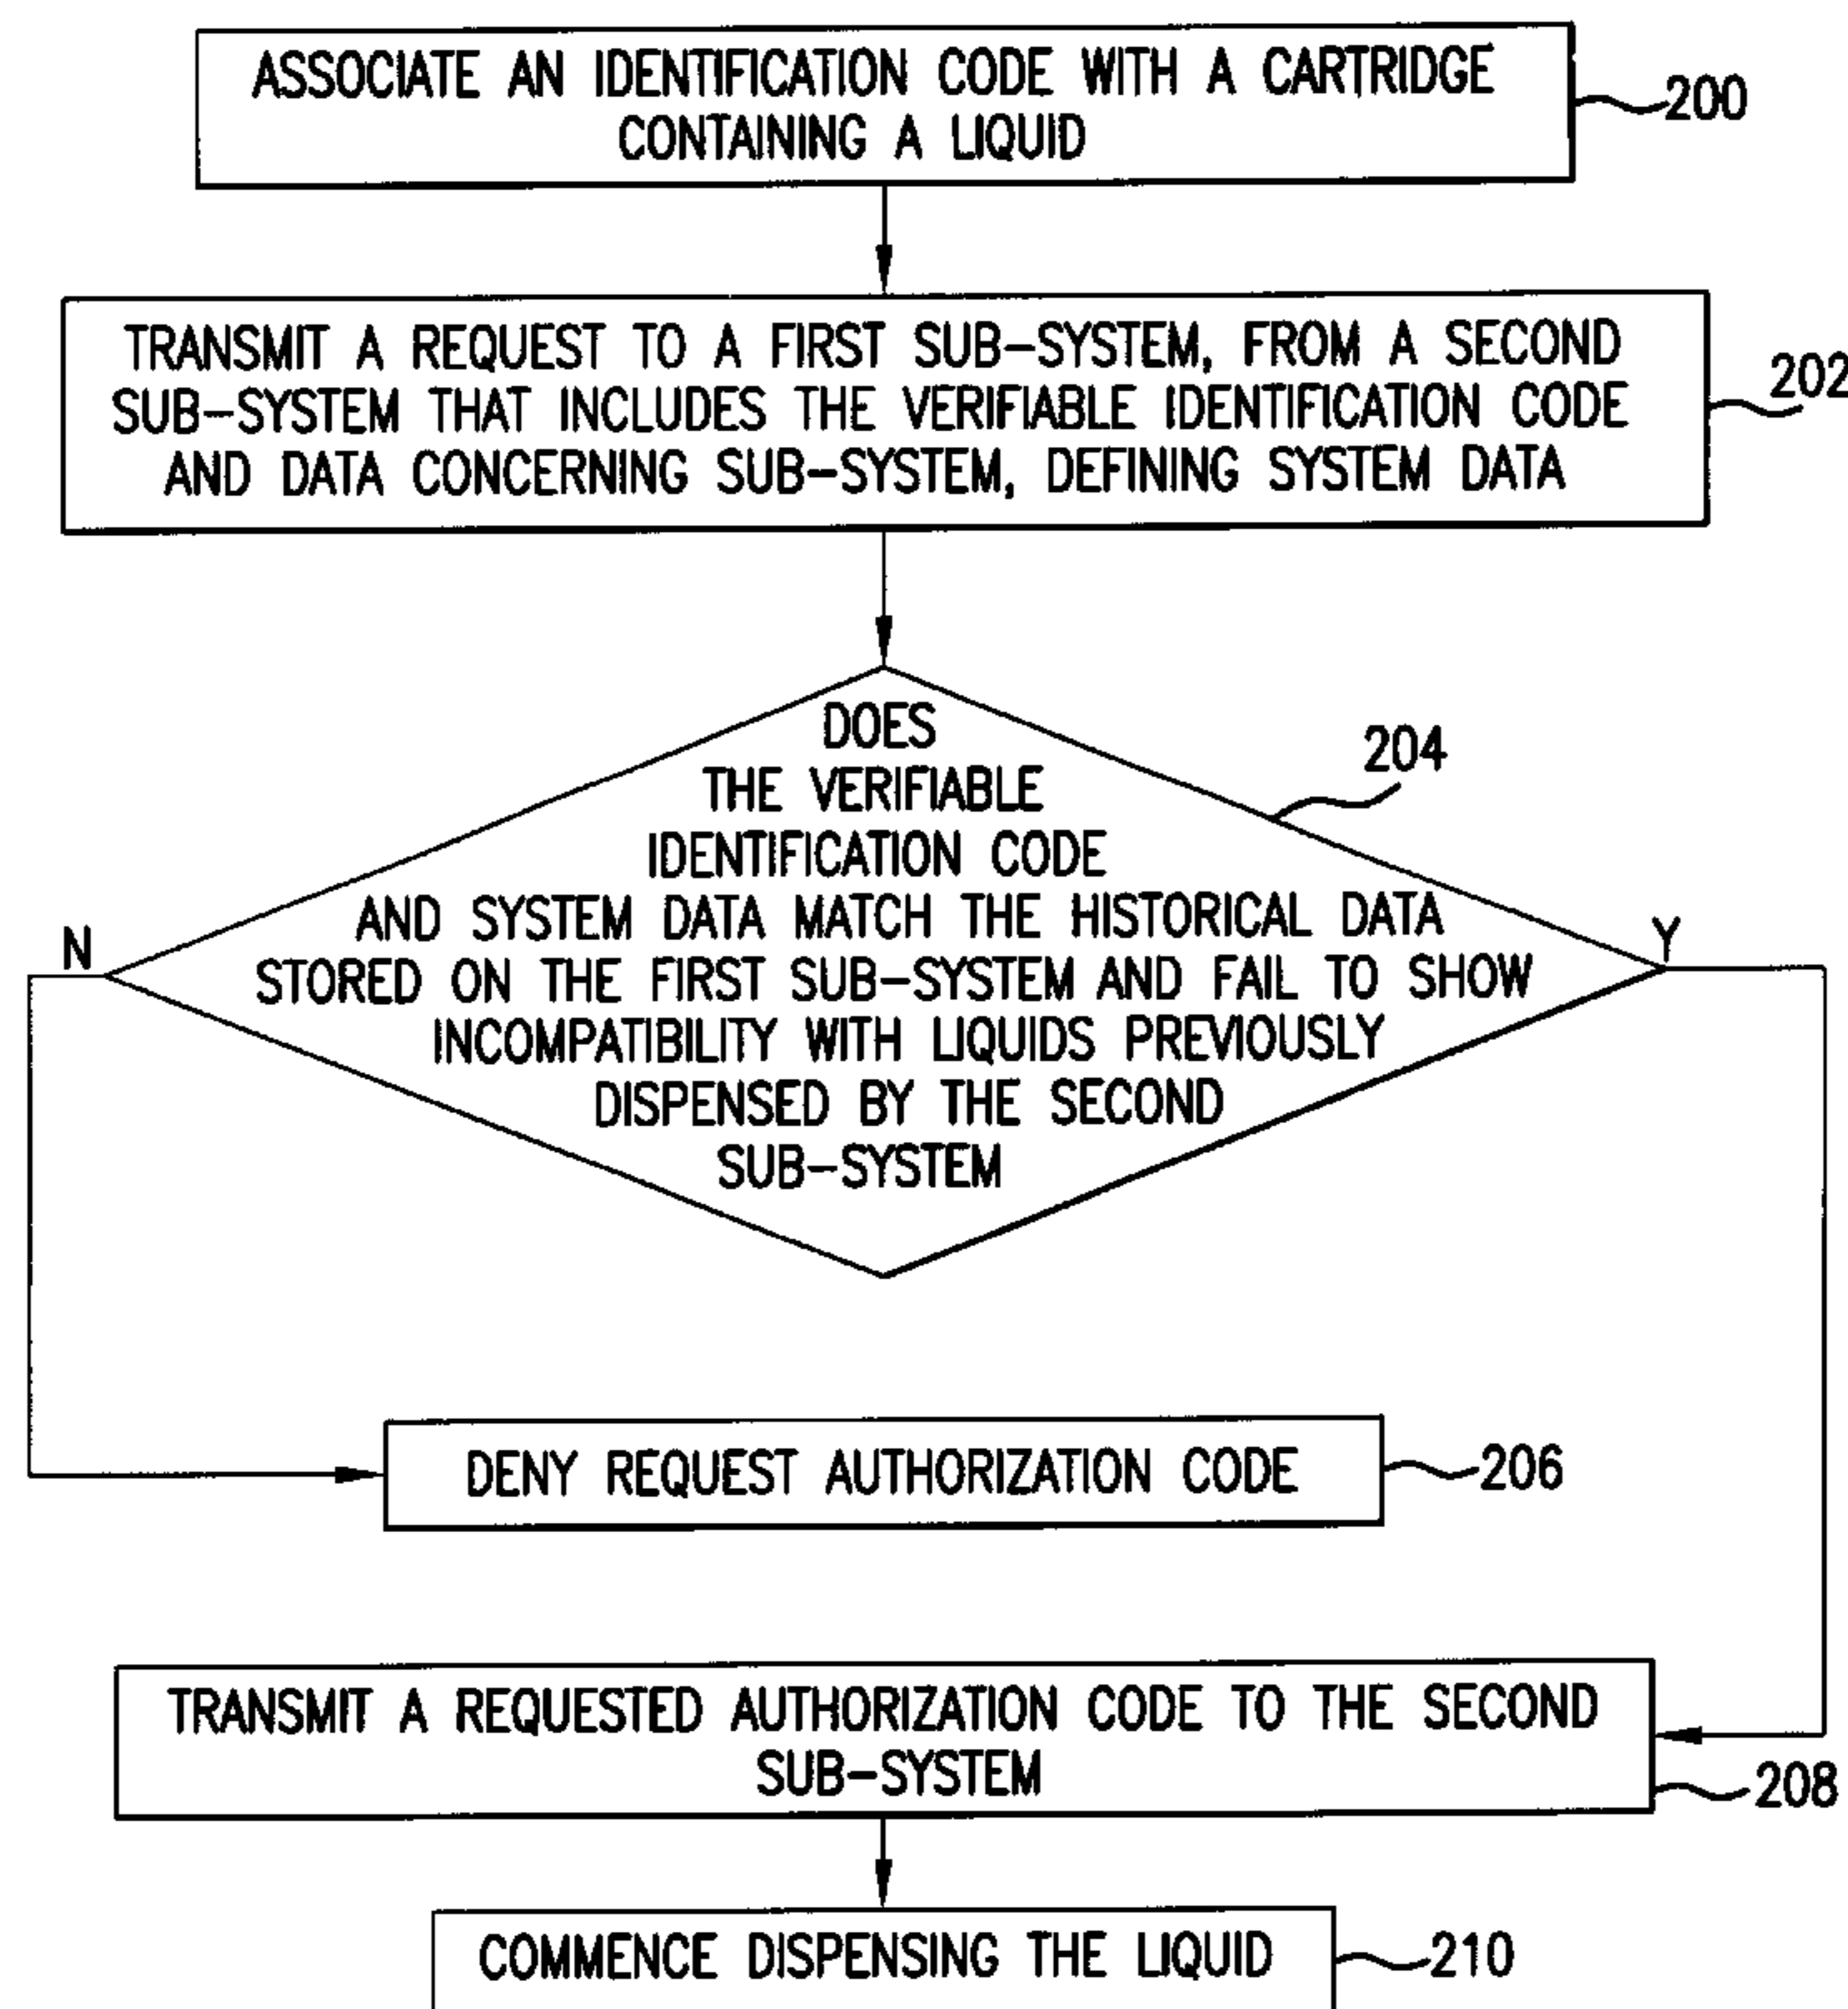 ASSOCIATE AN IDENTIFICATION CODE WITH A CARTRIDGE
CONTAINING A LIQUID
200
TRANSMIT A REQUEST TO A FIRST SUB-SYSTEM, FROM A SECOND
SUB-SYSTEM THAT INCLUDES THE VERIFIABLE IDENTIFICATION CODE
AND DATA CONCERNING SUB-SYSTEM, DEFINING SYSTEM DATA
202
DOES
THE VERIFIABLE
IDENTIFICATION CODE
AND SYSTEM DATA MATCH THE HISTORICAL DATA
STORED ON THE FIRST SUB-SYSTEM AND FAIL TO SHOW
INCOMPATIBILITY WITH LIQUIDS PREVIOUSLY
DISPENSED BY THE SECOND
SUB-SYSTEM
204
N
Y
DENY REQUEST AUTHORIZATION CODE
206
TRANSMIT A REQUESTED AUTHORIZATION CODE TO THE SECOND
SUB-SYSTEM
208
COMMENCE DISPENSING THE LIQUID
210